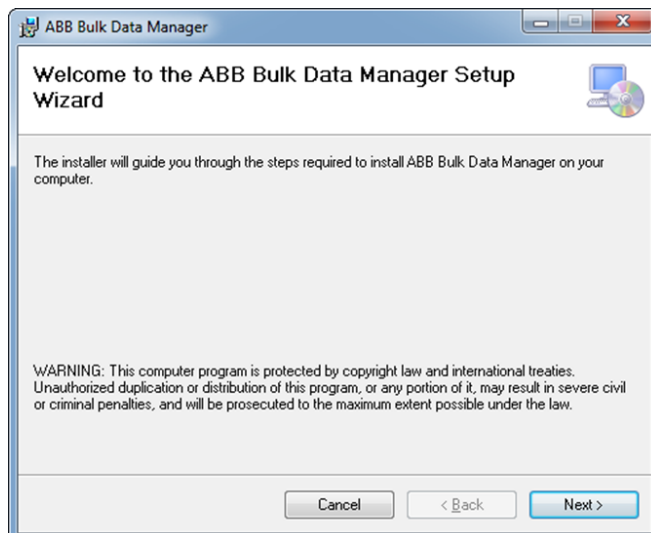 ABB Bulk Data Manager
Welcome to the ABB Bulk Data Manager Setup
Wizard
The installer will guide you through the steps required to install ABB Bulk Data Manager on your
computer.
WARNING: This computer program is protected by copyright law and international treaties.
Unauthorized duplication or distribution of this program, or any portion of it, may result in severe civil
or criminal penalties, and will be prosecuted to the maximum extent possible under the law.
Cancel
< Back
Next >